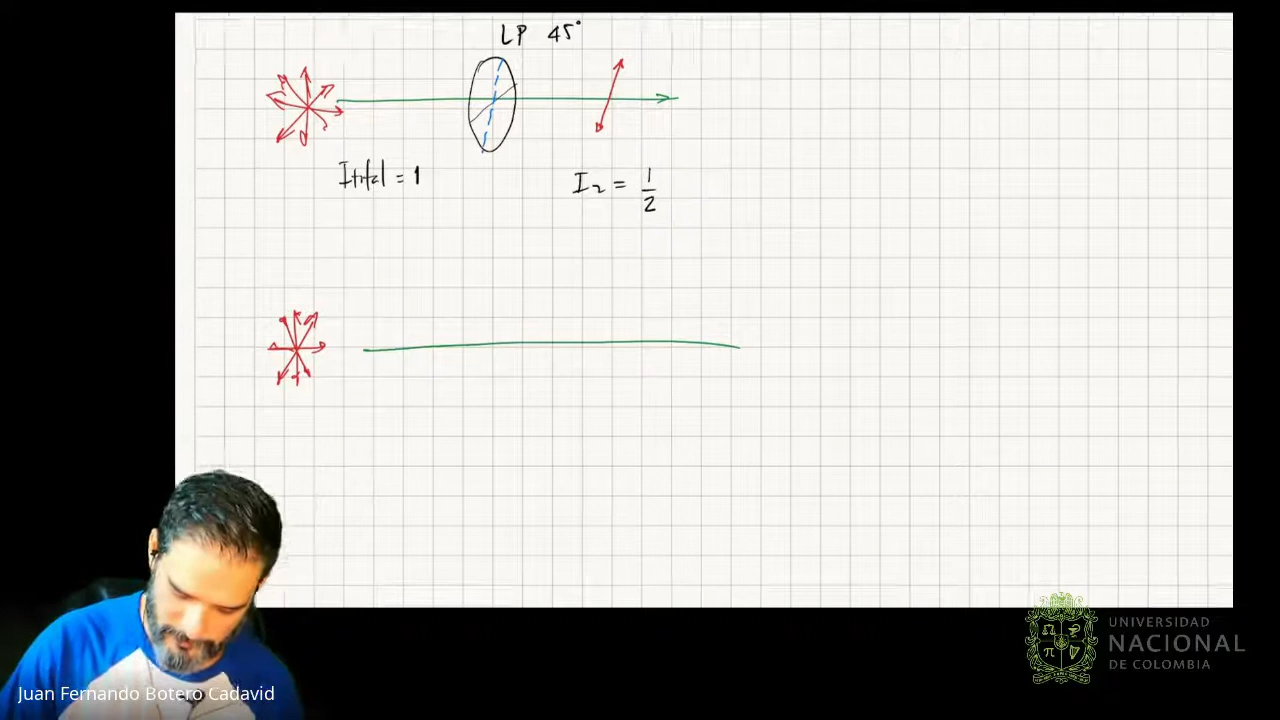 LP 45°
Itotal = 1
I₂ = 1/2
Juan Fernando Botero Cadavid
UNIVERSIDAD
NACIONAL
DE COLOMBIA